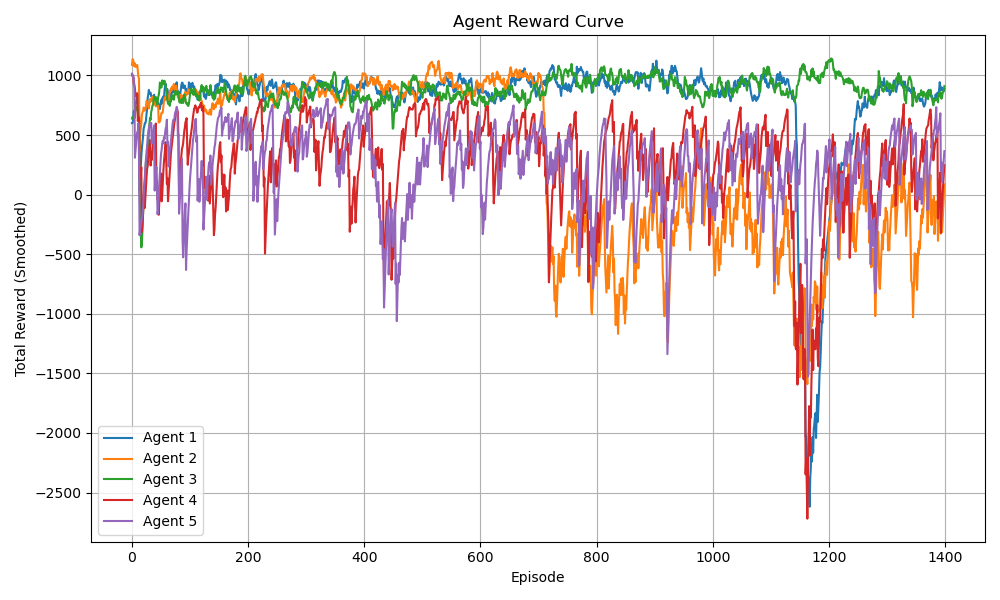 Agent Reward Curve
Total Reward (Smoothed)
1000
500
0
−500
−1000
−1500
−2000
−2500
Agent 1
Agent 2
Agent 3
Agent 4
Agent 5
0 200 400 600 800 1000 1200 1400
Episode